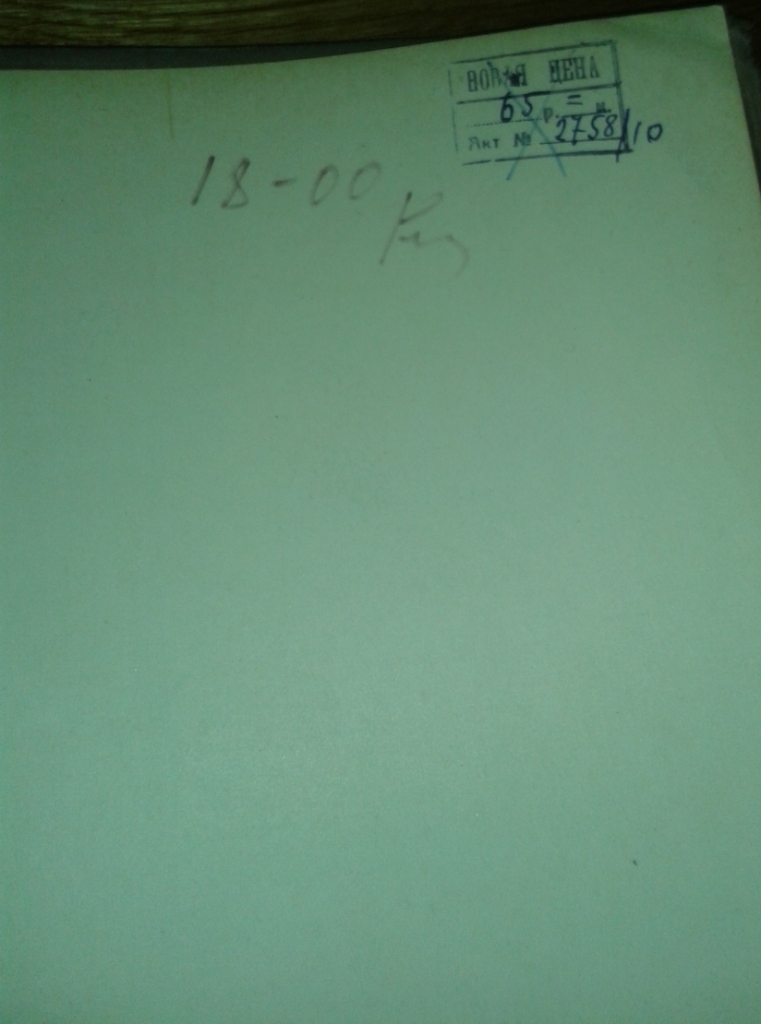 НОВАЯ ЦЕНА
65 р. = к.
Акт № 2758/10
18-00